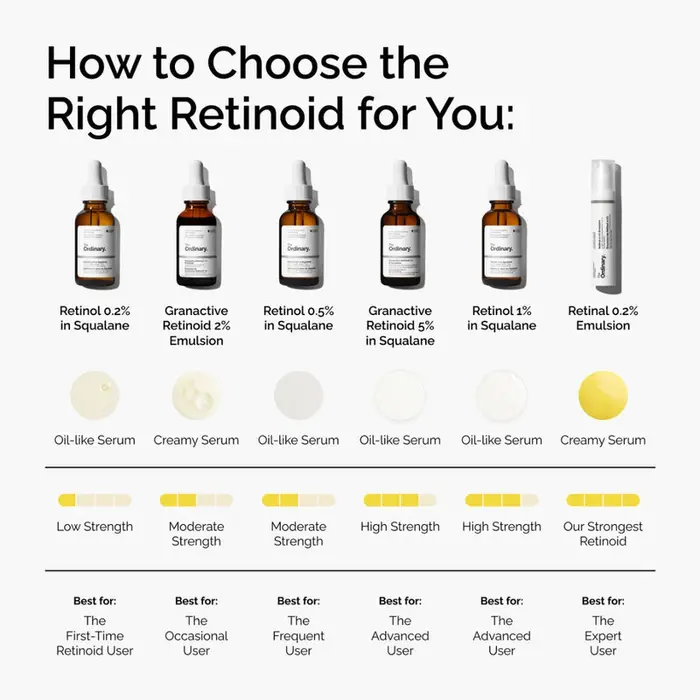 How to Choose the
Right Retinoid for You:
The
Ordinary.
The
Ordinary.
The
Ordinary.
The
Ordinary.
The
Ordinary.
The
Ordinary.
Retinol 0.2%
in Squalane
Granactive
Retinoid 2%
Emulsion
Retinol 0.5%
in Squalane
Granactive
Retinoid 5%
in Squalane
Retinol 1%
in Squalane
Retinal 0.2%
Emulsion
Oil-like Serum
Creamy Serum
Oil-like Serum
Oil-like Serum
Oil-like Serum
Creamy Serum
Low Strength
Moderate
Strength
Moderate
Strength
High Strength
High Strength
Our Strongest
Retinoid
Best for:
The
First-Time
Retinoid User
Best for:
The
Occasional
User
Best for:
The
Frequent
User
Best for:
The
Advanced
User
Best for:
The
Advanced
User
Best for:
The
Expert
User